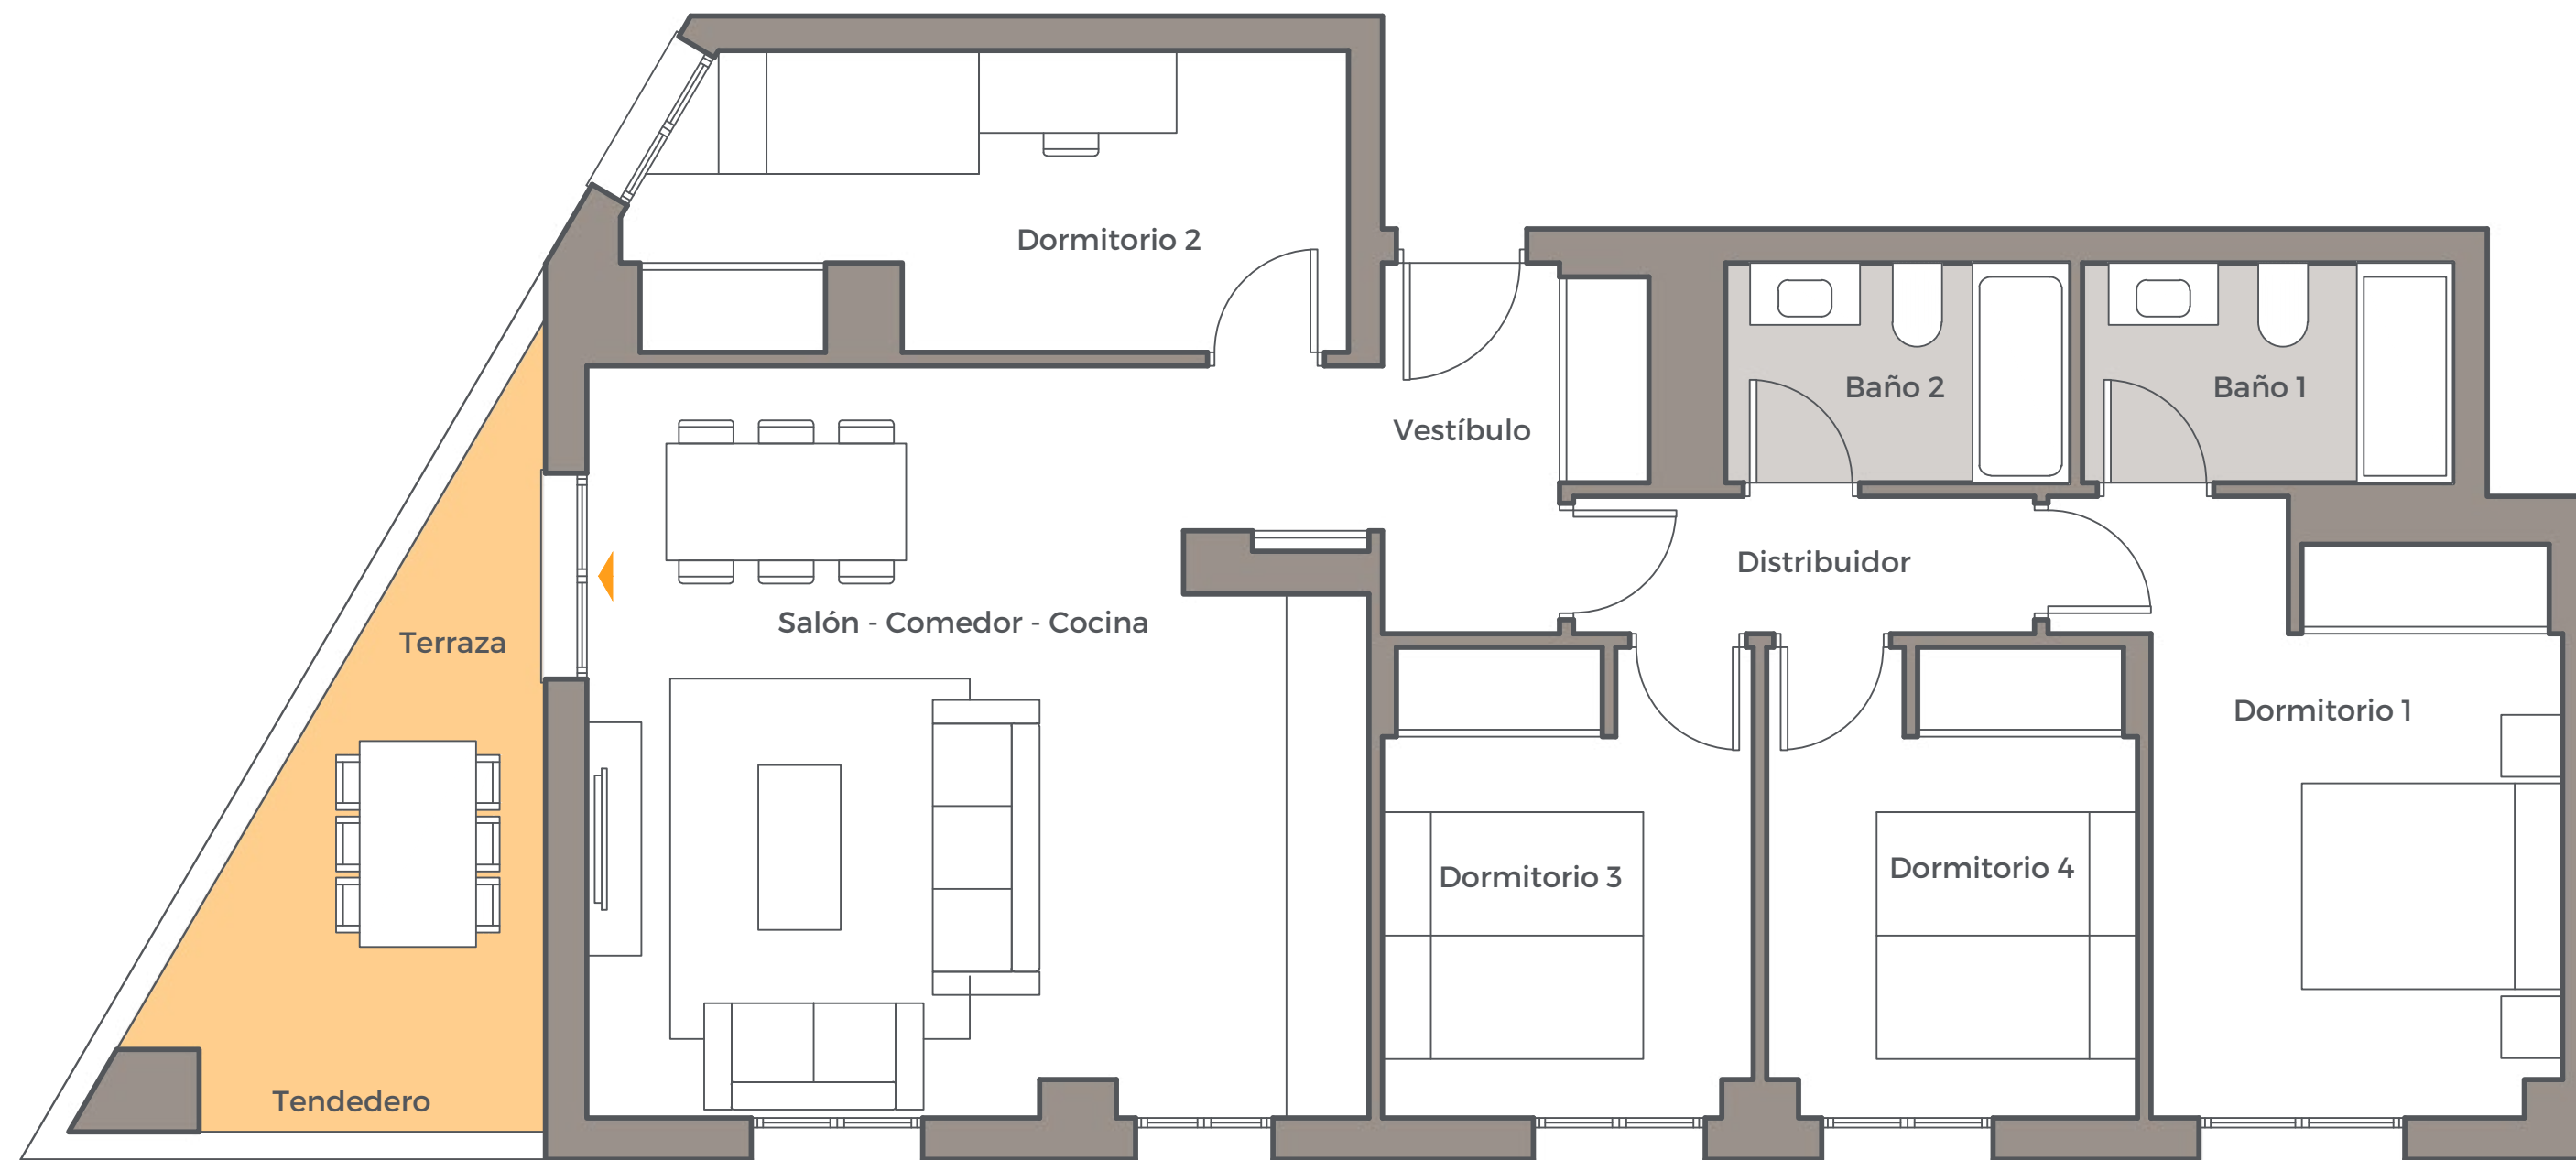 Dormitorio 2
Baño 2
Baño 1
Vestíbulo
Distribuidor
Salón - Comedor - Cocina
Terraza
Dormitorio 1
Dormitorio 3
Dormitorio 4
Tendedero